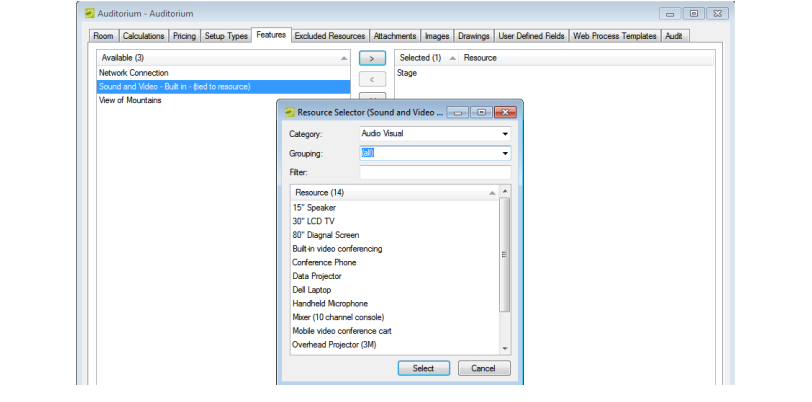 Auditorium - Auditorium
Room Calculations Pricing Setup Types Features Excluded Resources Attachments Images Drawings User Defined Fields Web Process Templates Audit
Available (3) > Selected (1) Resource
Network Connection Stage
Sound and Video - Built in - (tied to resource) <
View of Mountains
Resource Selector (Sound and Video ...
Category: Audio Visual
Grouping: (all)
Filter:
Resource (14)
15" Speaker
30" LCD TV
80" Diagnal Screen
Built-in video conferencing
Conference Phone
Data Projector
Dell Laptop
Handheld Microphone
Mixer (10 channel console)
Mobile video conference cart
Overhead Projector (3M)
Select Cancel